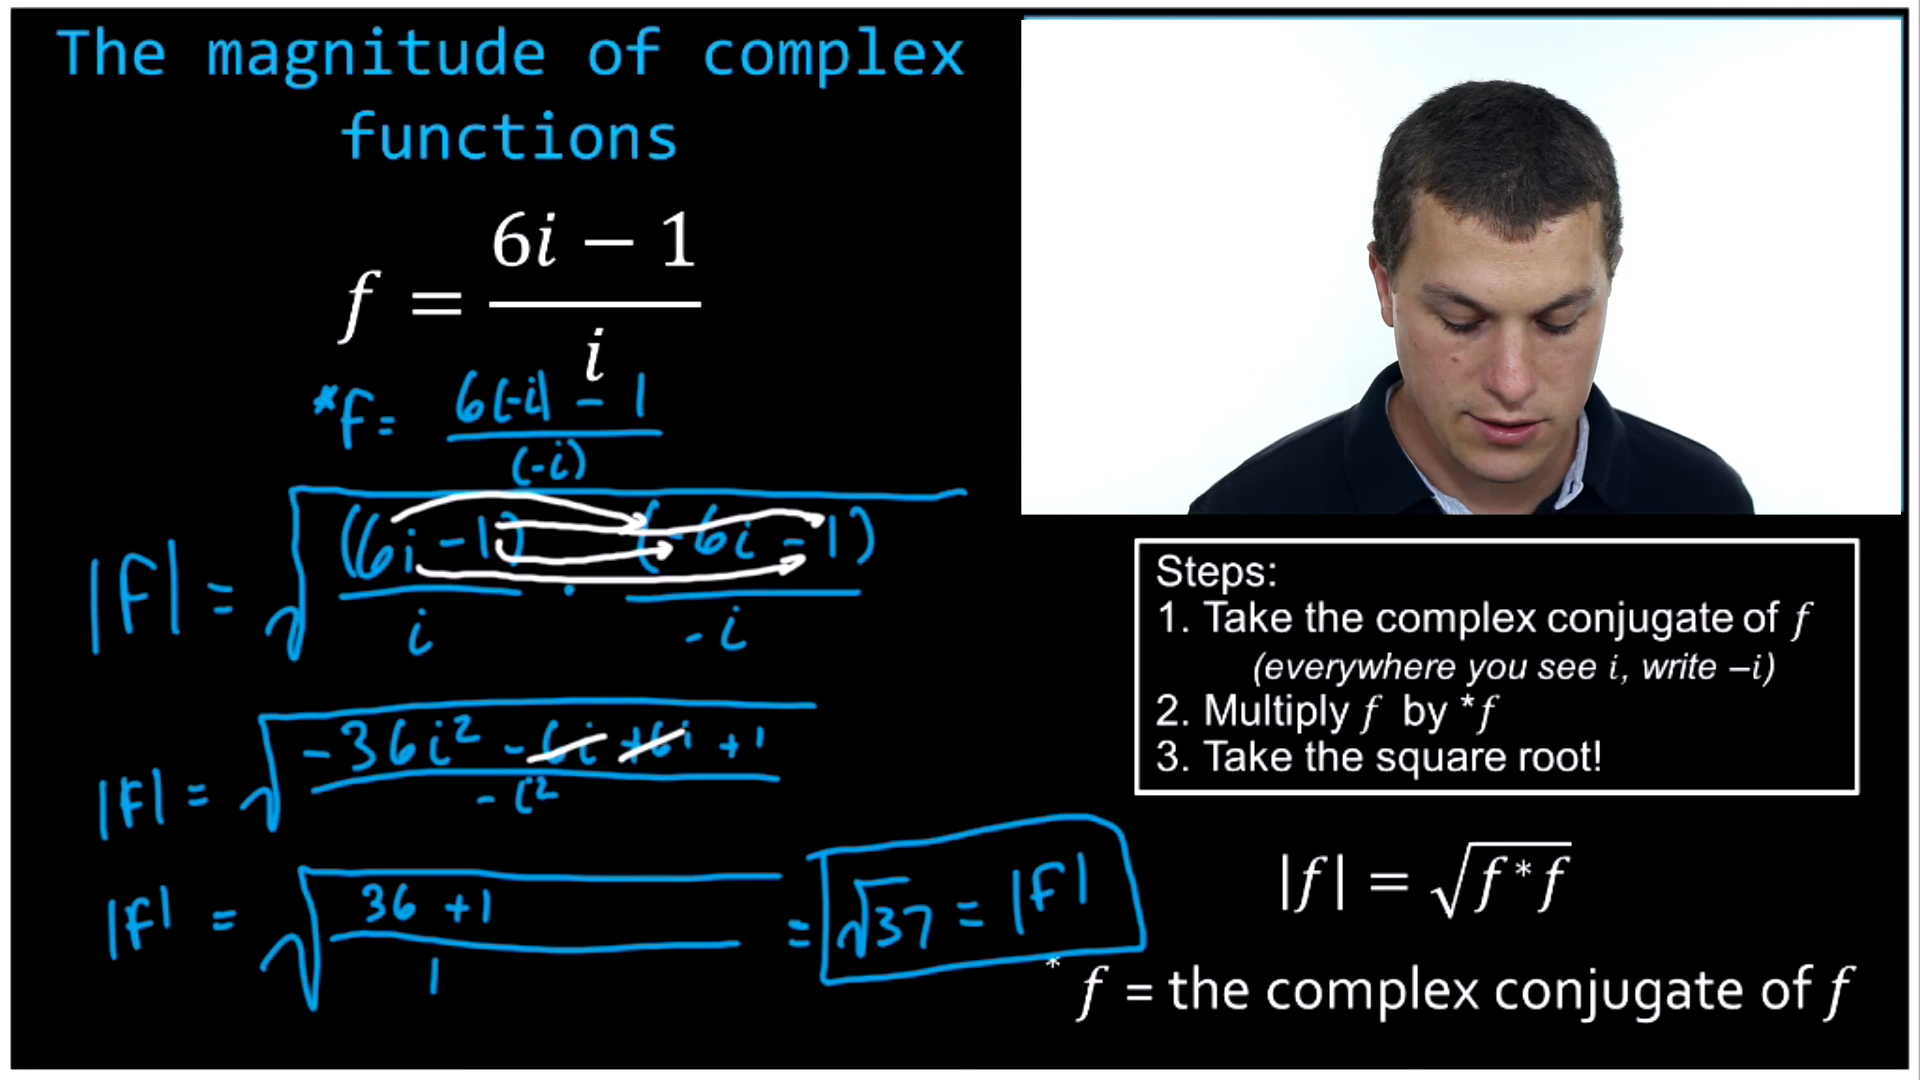 The magnitude of complex
functions
f = (6i − 1)/i
*f = (6(-i) - 1)/(-i)
|f| = √((6i - 1)/i · (-6i - 1)/-i)
|f| = √((-36i² - 6i + 6i + 1)/-i²)
|f| = √((36 + 1)/1) = √37 = |f|
Steps:
1. Take the complex conjugate of f
(everywhere you see i, write −i)
2. Multiply f by *f
3. Take the square root!
|f| = √(f*f)
*f = the complex conjugate of f